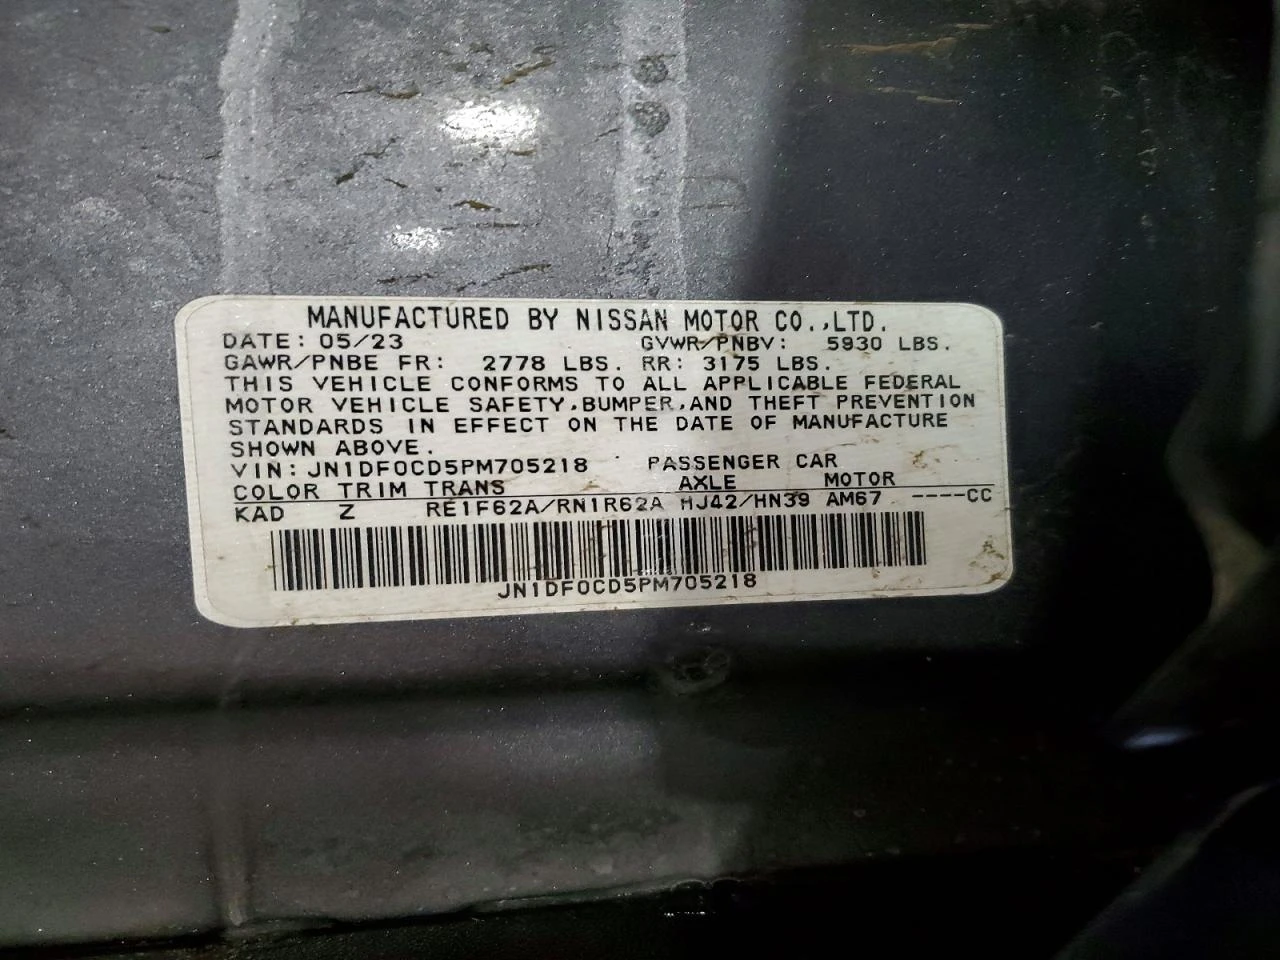 MANUFACTURED BY NISSAN MOTOR CO.,LTD.
DATE: 05/23 GVWR/PNBV: 5930 LBS.
GAWR/PNBE FR: 2778 LBS. RR: 3175 LBS.
THIS VEHICLE CONFORMS TO ALL APPLICABLE FEDERAL
MOTOR VEHICLE SAFETY,BUMPER,AND THEFT PREVENTION
STANDARDS IN EFFECT ON THE DATE OF MANUFACTURE
SHOWN ABOVE.
VIN: JN1DF0CD5PM705218 PASSENGER CAR
COLOR TRIM TRANS AXLE MOTOR
KAD Z RE1F62A/RN1R62A HJ42/HN39 AM67 ----CC
JN1DF0CD5PM705218